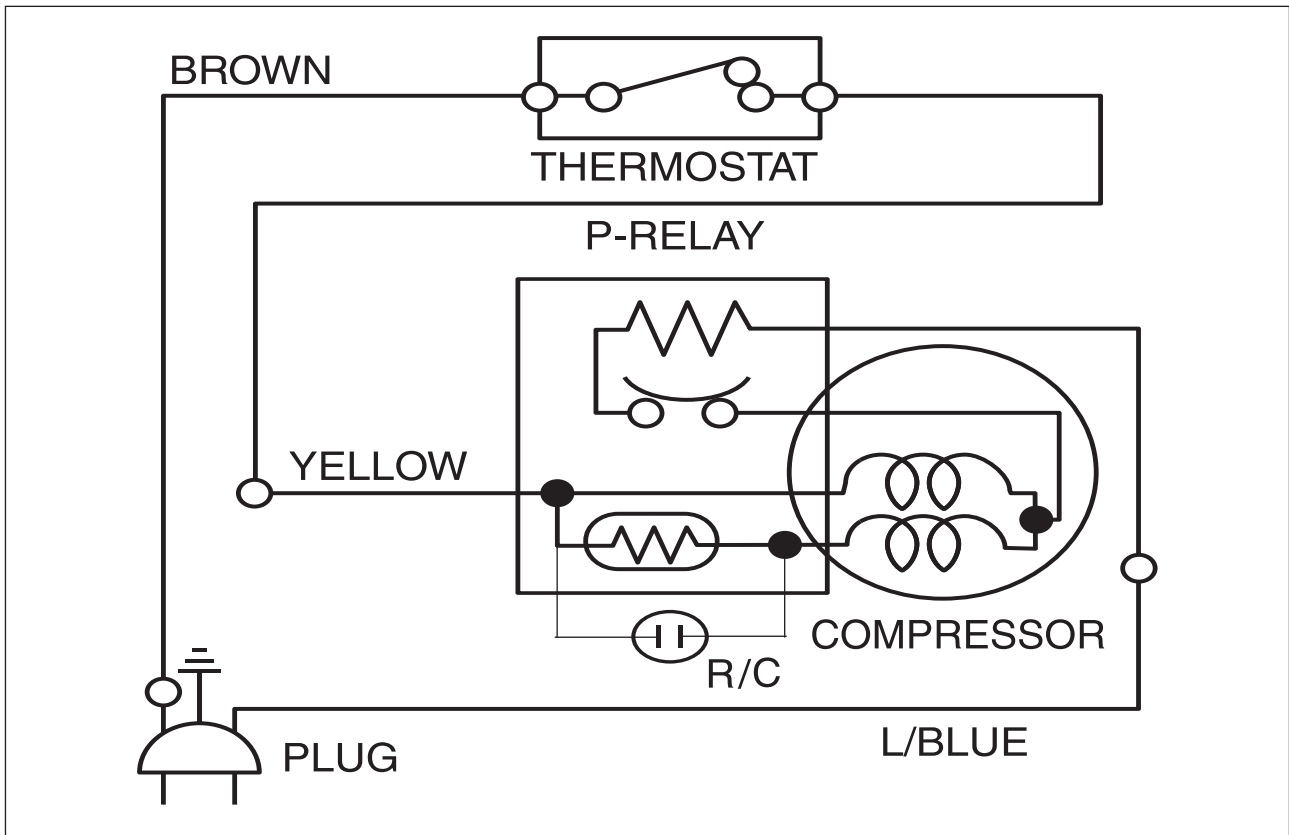 BROWN
THERMOSTAT
P-RELAY
YELLOW
COMPRESSOR
R/C
L/BLUE
PLUG